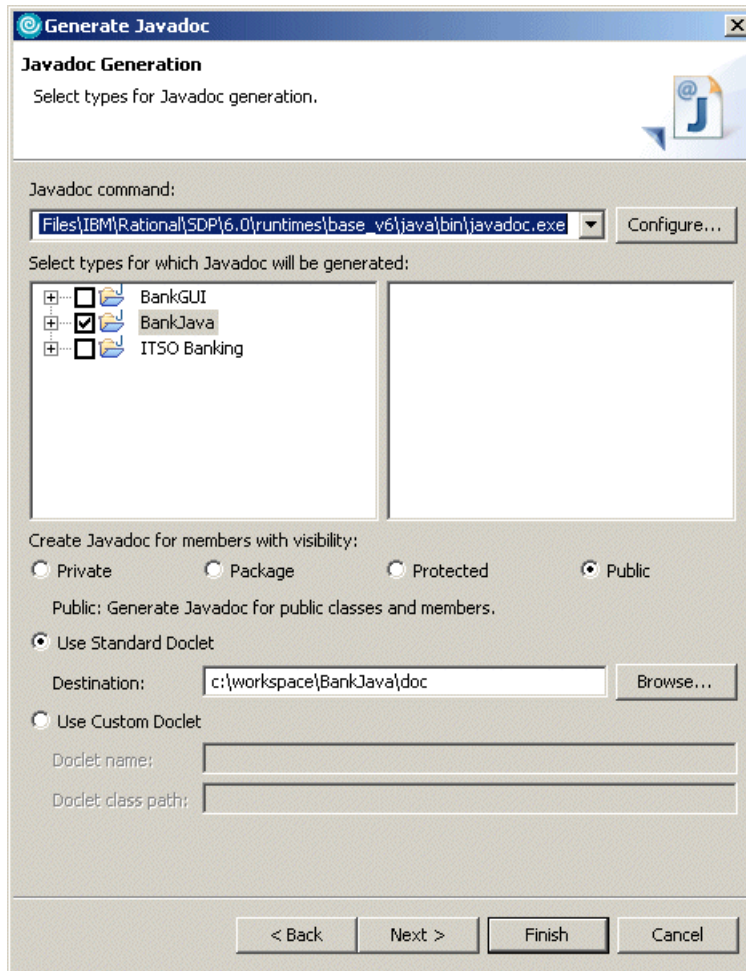 Generate Javadoc
Javadoc Generation
Select types for Javadoc generation.
@
J
Javadoc command:
Files\IBM\Rational\SDP\6.0\runtimes\base_v6\java\bin\javadoc.exe
Configure...
Select types for which Javadoc will be generated:
BankGUI
BankJava
ITSO Banking
Create Javadoc for members with visibility:
Private Package Protected Public
Public: Generate Javadoc for public classes and members.
Use Standard Doclet
Destination: c:\workspace\BankJava\doc Browse...
Use Custom Doclet
Doclet name:
Doclet class path:
< Back Next > Finish Cancel